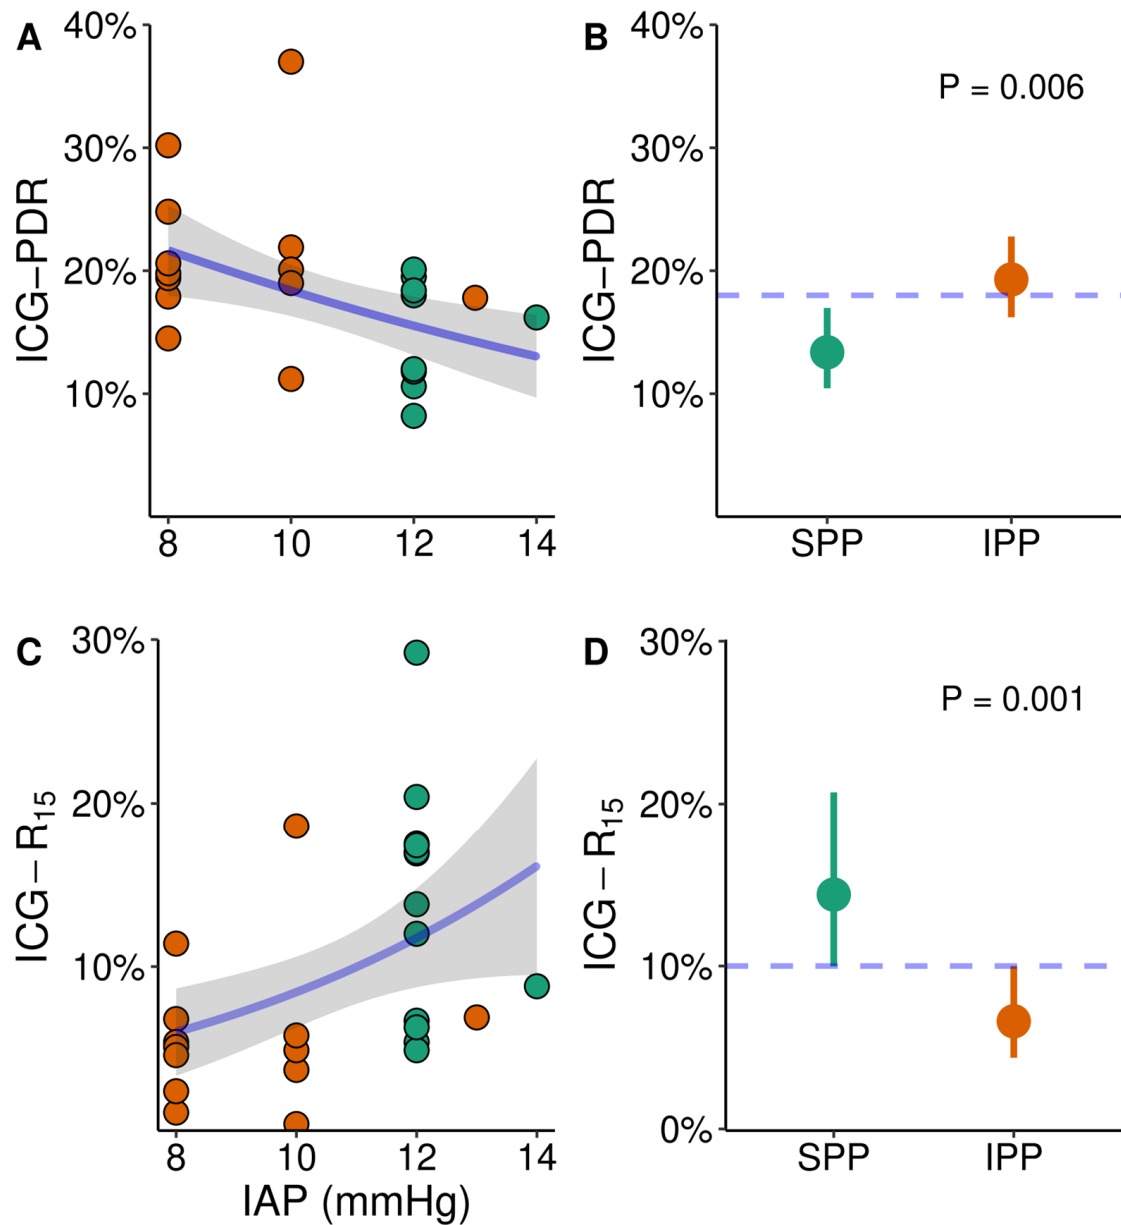 A
40%
30%
20%
10%
ICG–PDR
8
10
12
14
B
40%
30%
20%
10%
ICG–PDR
P = 0.006
SPP
IPP
C
30%
20%
10%
ICG – R₁₅
8
10
12
14
IAP (mmHg)
D
30%
20%
10%
0%
ICG – R₁₅
P = 0.001
SPP
IPP